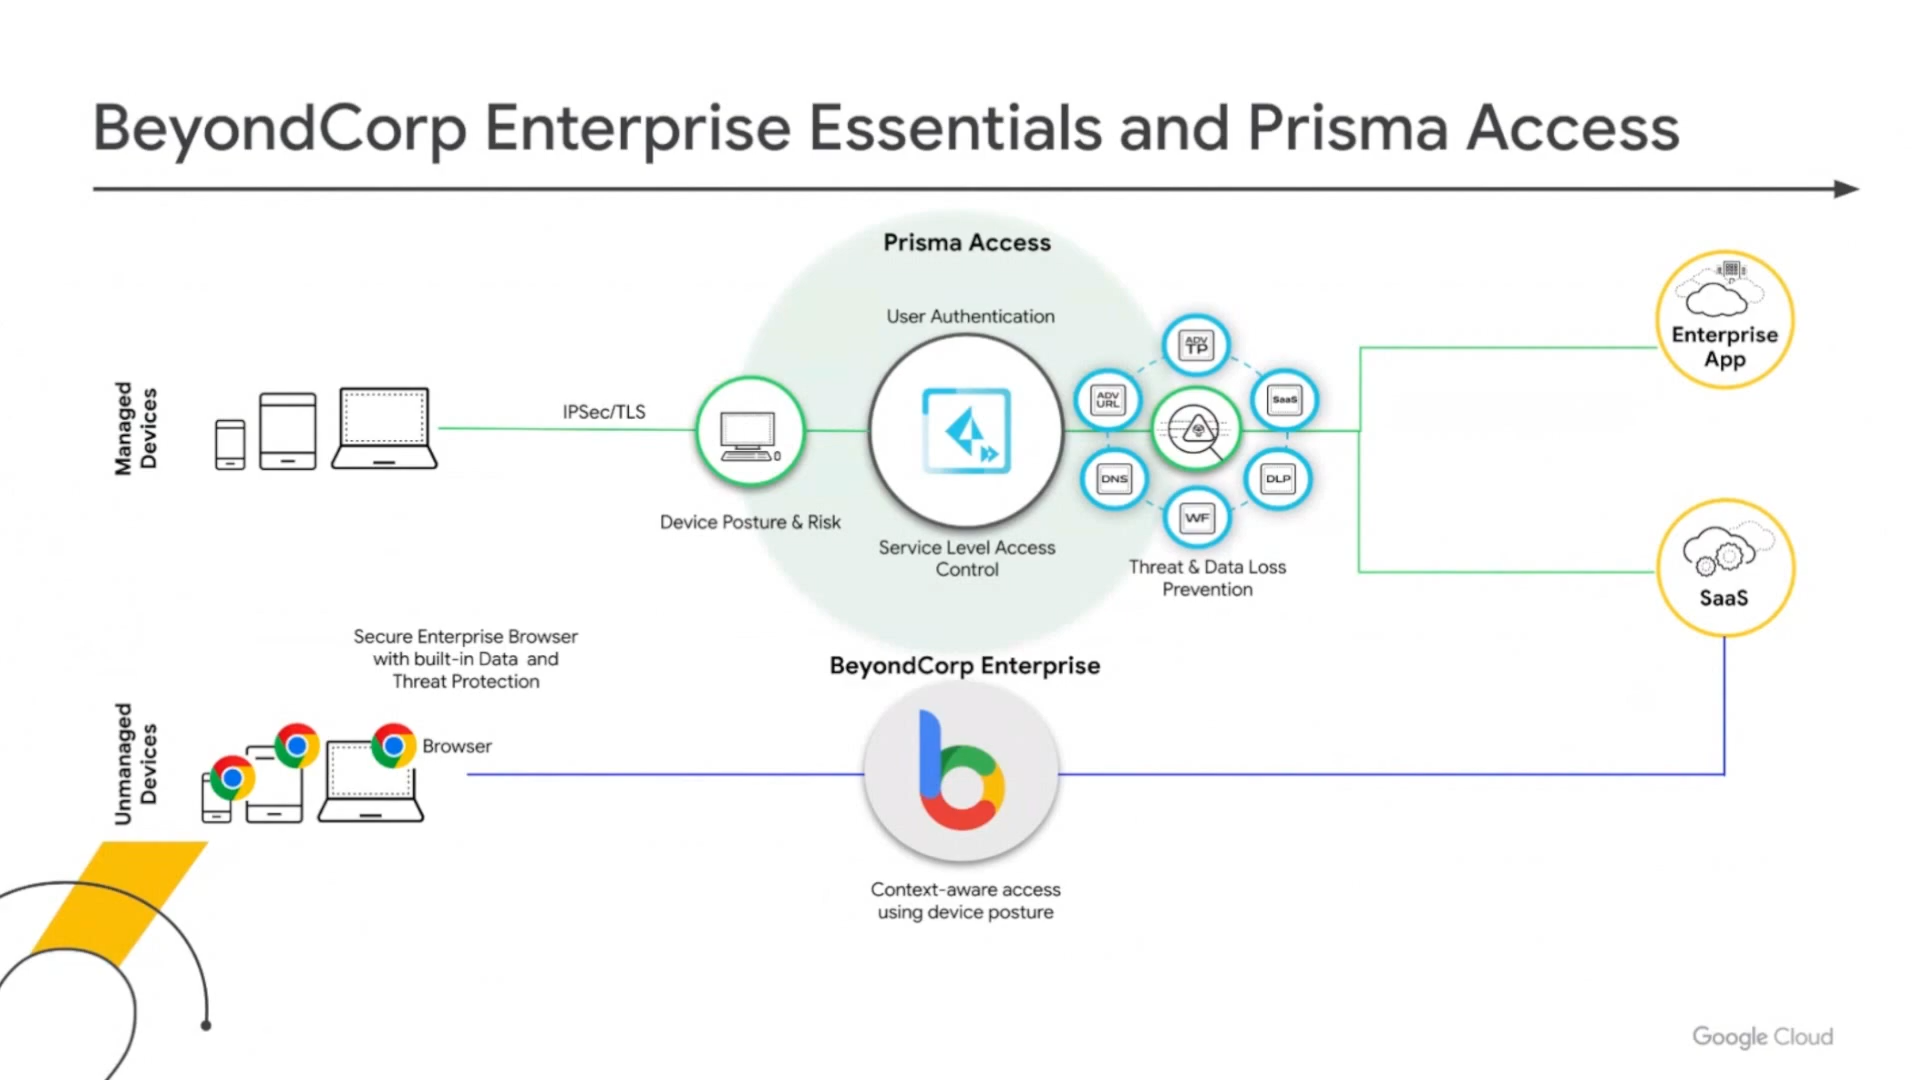 BeyondCorp Enterprise Essentials and Prisma Access
Prisma Access
User Authentication
Managed
Devices
IPSec/TLS
Device Posture & Risk
Service Level Access
Control
ADV
TP
ADV
URL
SaaS
DNS
DLP
WF
Threat & Data Loss
Prevention
Enterprise
App
SaaS
Secure Enterprise Browser
with built-in Data and
Threat Protection
BeyondCorp Enterprise
Unmanaged
Devices
Browser
Context-aware access
using device posture
Google Cloud